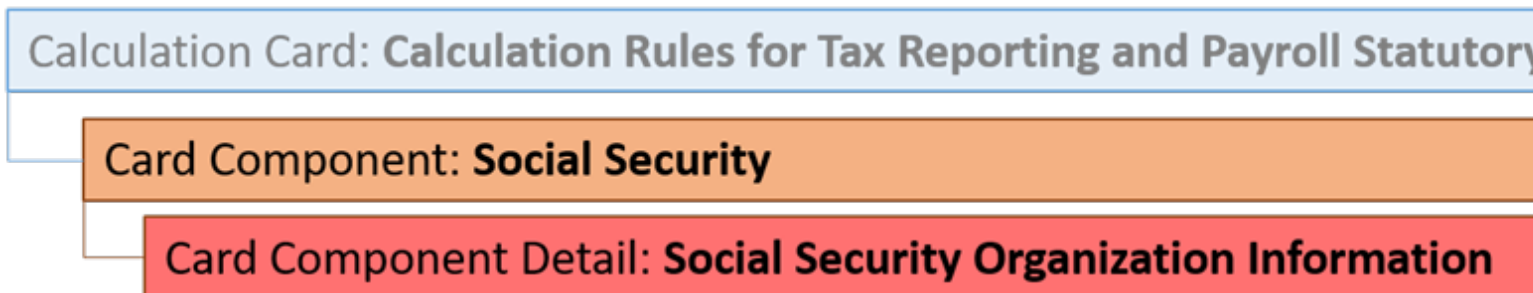 Calculation Card: Calculation Rules for Tax Reporting and Payroll Statutory
Card Component: Social Security
Card Component Detail: Social Security Organization Information